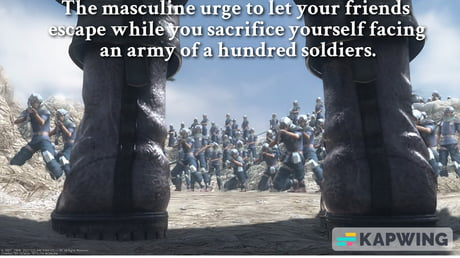 The masculine urge to let your friends
escape while you sacrifice yourself facing
an army of a hundred soldiers.
KAPWING